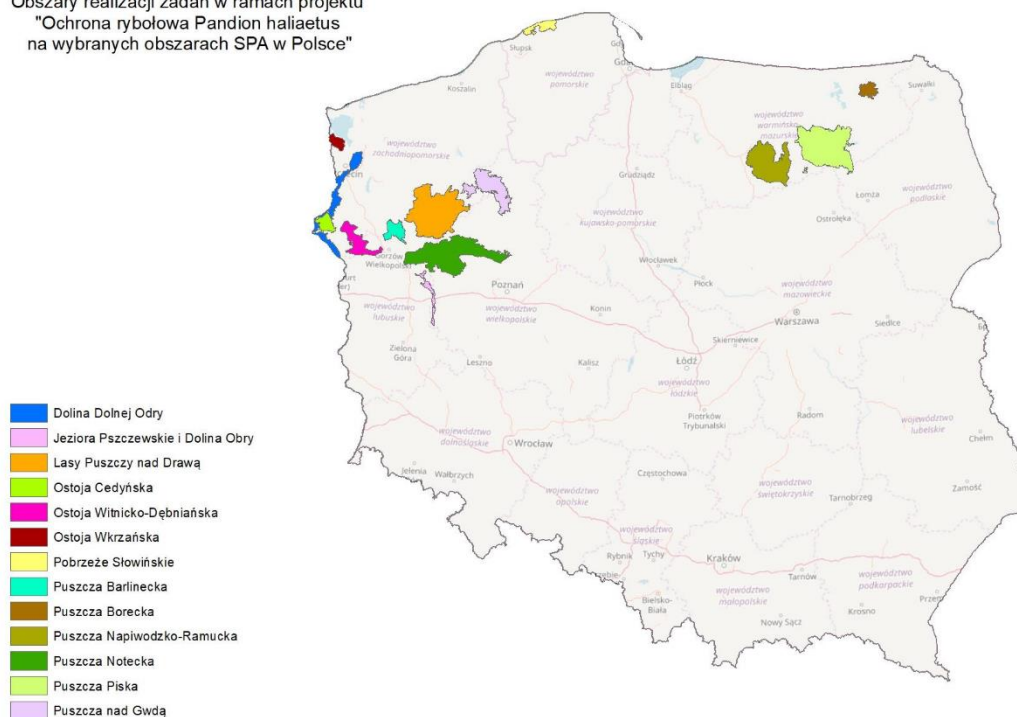 Obszary realizacji zadań w ramach projektu
"Ochrona rybołowa Pandion haliaetus
na wybranych obszarach SPA w Polsce"
Słupsk
Koszalin
województwo
pomorskie
Elbląg
Suwałki
województwo
zachodniopomorskie
województwo
warmińsko-
mazurskie
Grudziądz
Łomża
województwo
podlaskie
Ostrołęka
województwo
kujawsko-pomorskie
Gorzów
Wielkopolski
Włocławek
Płock
Poznań
województwo
mazowieckie
województwo
lubuskie
województwo
wielkopolskie
Konin
Warszawa
Siedlce
Skierniewice
Zielona
Góra
Leszno
Kalisz
Łódź
województwo
łódzkie
Piotrków
Trybunalski
Radom
województwo
lubelskie
Chełm
województwo
dolnośląskie
Wrocław
Jelenia
Wałbrzych
Częstochowa
województwo
opolskie
województwo
świętokrzyskie
Zamość
Tarnobrzeg
województwo
śląskie
Rybnik
Tychy
Kraków
Tarnów
województwo
podkarpackie
województwo
małopolskie
Bielsko-
Biała
Nowy Sącz
Krosno
Dolina Dolnej Odry
Jeziora Pszczewskie i Dolina Obry
Lasy Puszczy nad Drawą
Ostoja Cedyńska
Ostoja Witnicko-Dębniańska
Ostoja Wkrzańska
Pobrzeże Słowińskie
Puszcza Barlinecka
Puszcza Borecka
Puszcza Napiwodzko-Ramucka
Puszcza Notecka
Puszcza Piska
Puszcza nad Gwdą